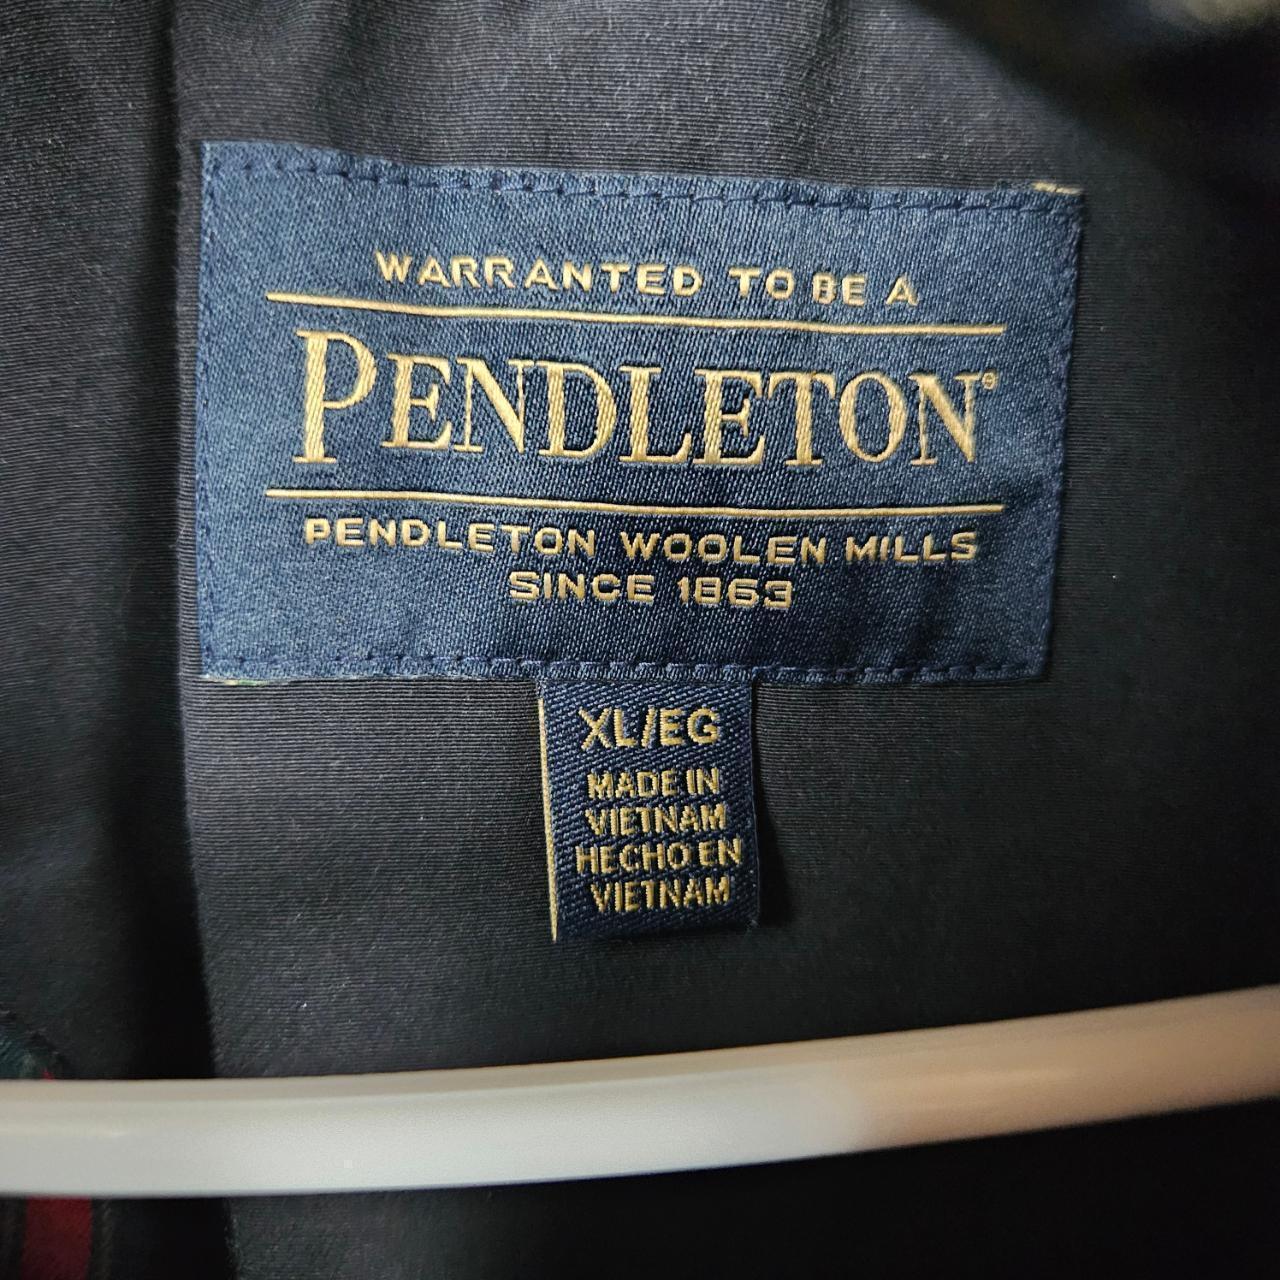 WARRANTED TO BE A
PENDLETON®
PENDLETON WOOLEN MILLS
SINCE 1863
XL/EG
MADE IN
VIETNAM
HECHO EN
VIETNAM